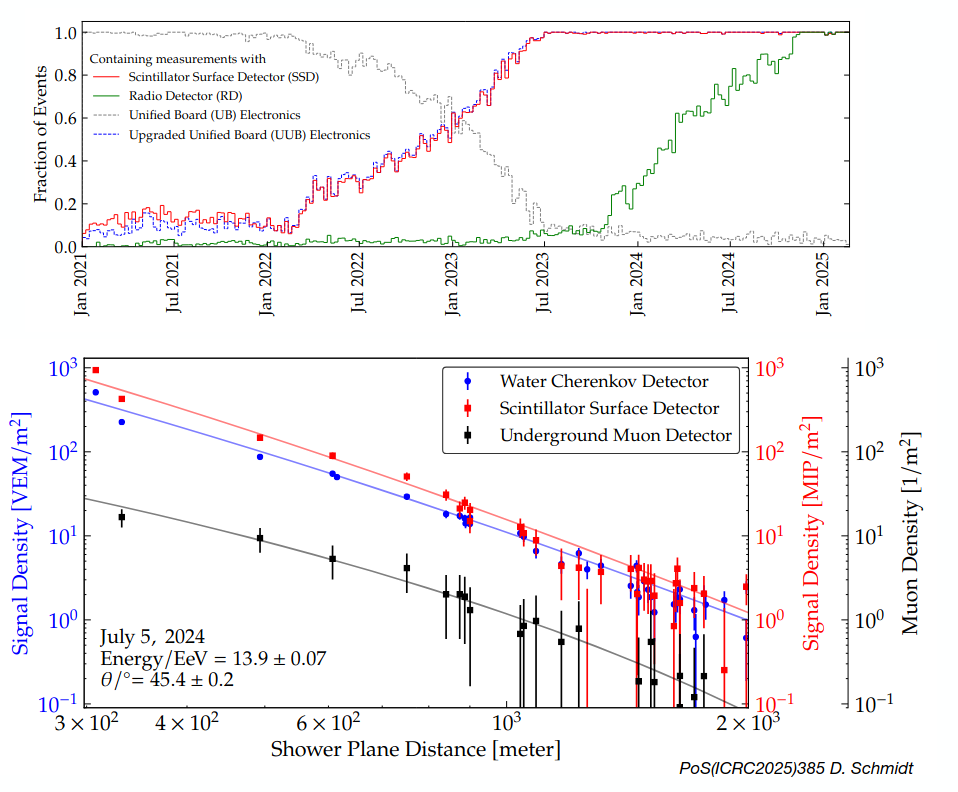 1.0
0.8
0.6
0.4
0.2
0.0
Fraction of Events
Containing measurements with
Scintillator Surface Detector (SSD)
Radio Detector (RD)
Unified Board (UB) Electronics
Upgraded Unified Board (UUB) Electronics
Jan 2021
Jul 2021
Jan 2022
Jul 2022
Jan 2023
Jul 2023
Jan 2024
Jul 2024
Jan 2025
10³
10²
10¹
10⁰
10⁻¹
Signal Density [VEM/m²]
Water Cherenkov Detector
Scintillator Surface Detector
Underground Muon Detector
July 5, 2024
Energy/EeV = 13.9 ± 0.07
θ/°= 45.4 ± 0.2
10³
10²
10¹
10⁰
10⁻¹
Signal Density [MIP/m²]
10³
10²
10¹
10⁰
10⁻¹
Muon Density [1/m²]
3 × 10² 4 × 10² 6 × 10² 10³ 2 × 10³
Shower Plane Distance [meter]
PoS(ICRC2025)385 D. Schmidt